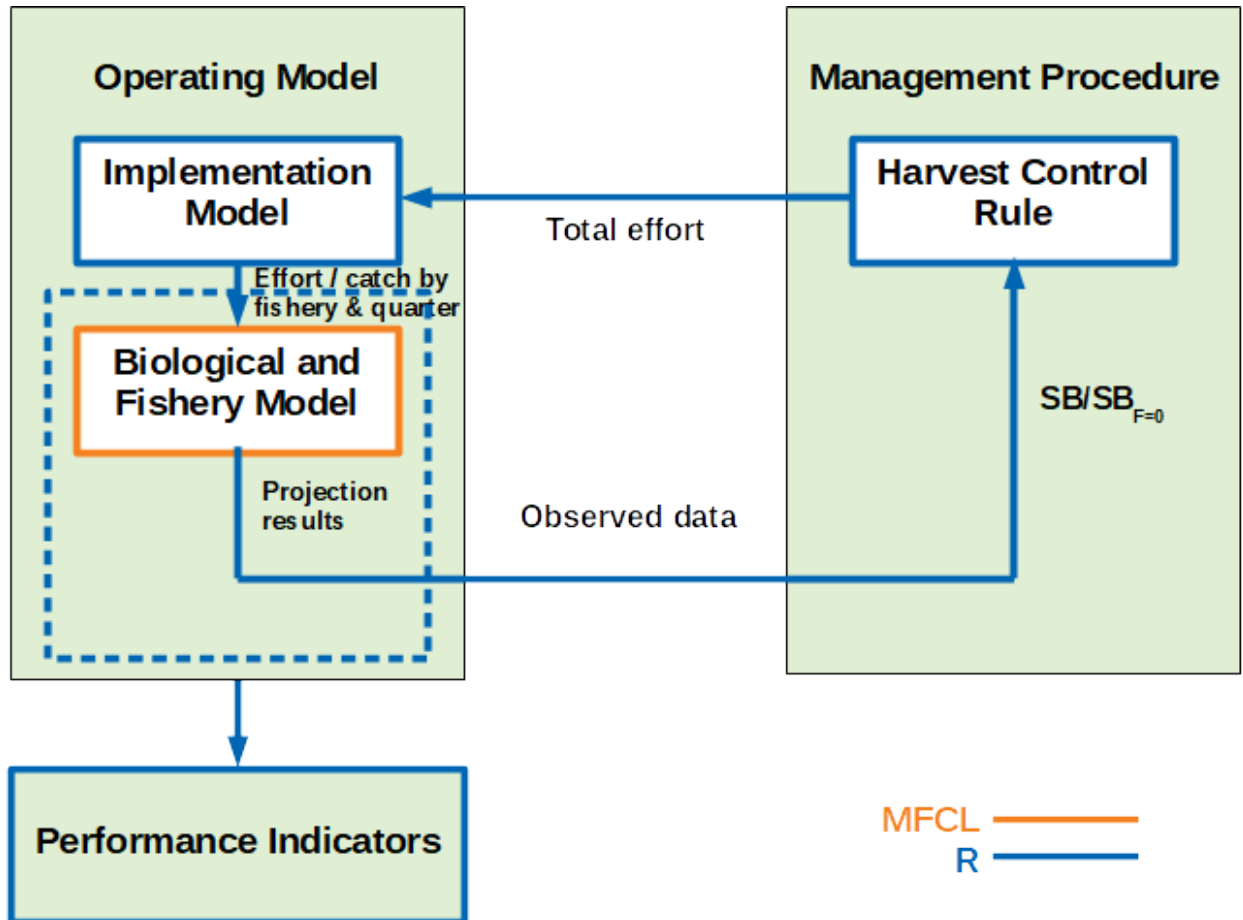 Operating Model
Implementation
Model
Effort / catch by
fishery & quarter
Biological and
Fishery Model
Projection
results
Total effort
Observed data
Management Procedure
Harvest Control
Rule
SB/SB_{F=0}
Performance Indicators
MFCL
R